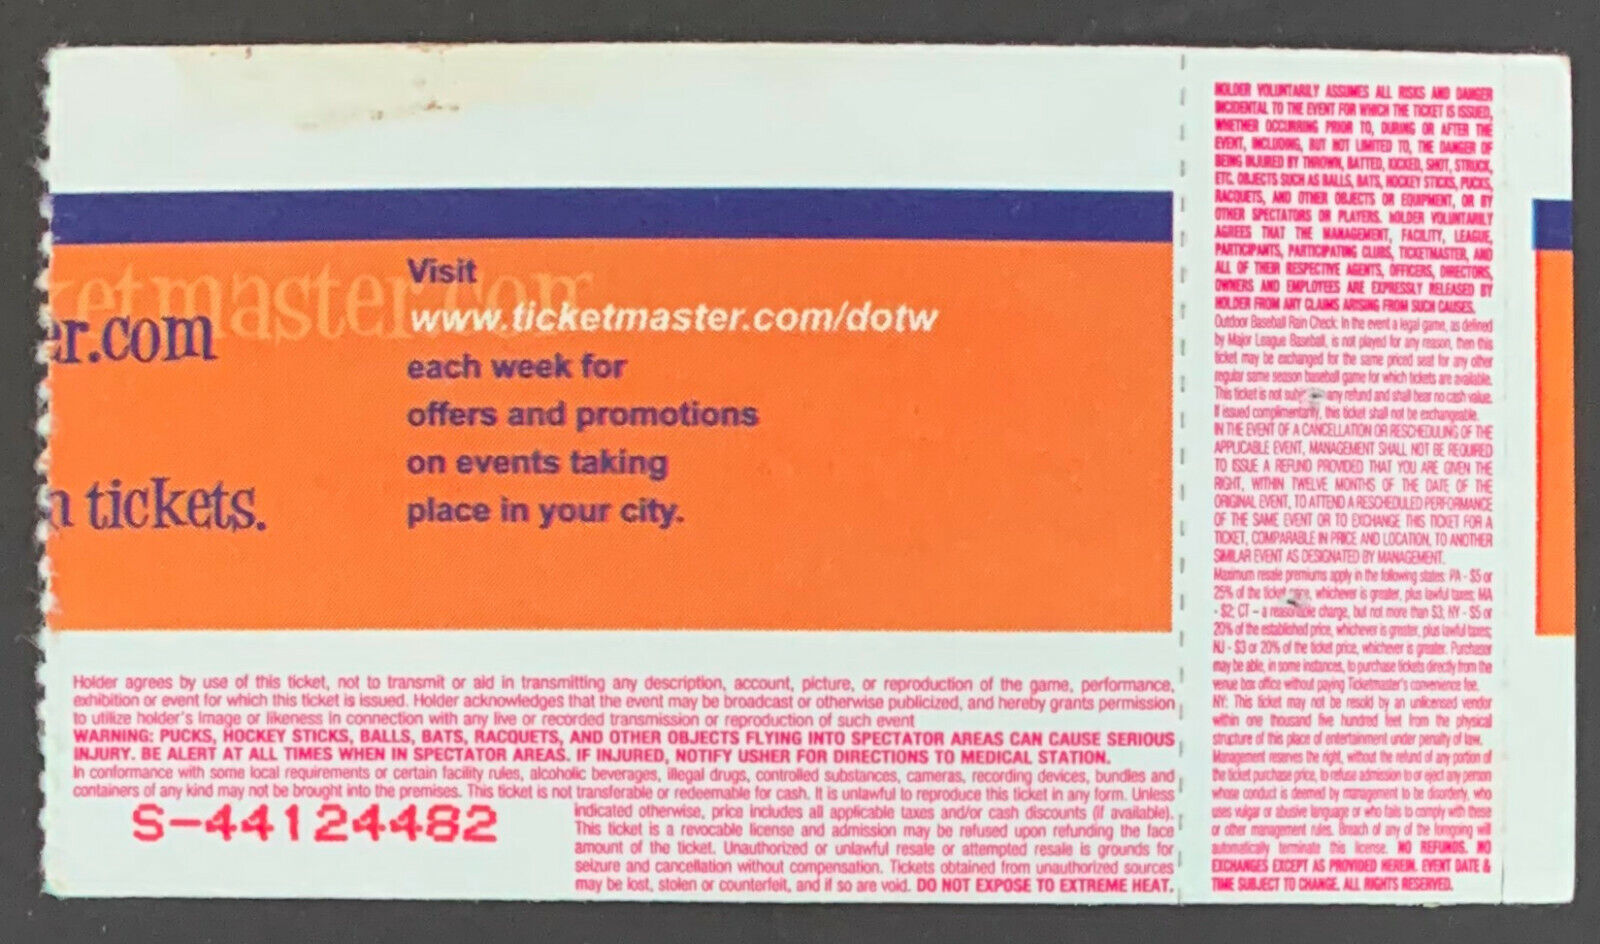 etmaster.com
er.com
n tickets.
Visit
www.ticketmaster.com/dotw
each week for
offers and promotions
on events taking
place in your city.
Holder agrees by use of this ticket, not to transmit or aid in transmitting any description, account, picture, or reproduction of the game, performance,
exhibition or event for which this ticket is issued. Holder acknowledges that the event may be broadcast or otherwise publicized, and hereby grants permission
to utilize holder's image or likeness in connection with any live or recorded transmission or reproduction of such event
WARNING: PUCKS, HOCKEY STICKS, BALLS, BATS, RACQUETS, AND OTHER OBJECTS FLYING INTO SPECTATOR AREAS CAN CAUSE SERIOUS
INJURY. BE ALERT AT ALL TIMES WHEN IN SPECTATOR AREAS. IF INJURED, NOTIFY USHER FOR DIRECTIONS TO MEDICAL STATION.
In conformance with some local requirements or certain facility rules, alcoholic beverages, illegal drugs, controlled substances, cameras, recording devices, bundles and
containers of any kind may not be brought into the premises. This ticket is not transferable or redeemable for cash. It is unlawful to reproduce this ticket in any form. Unless
indicated otherwise, price includes all applicable taxes and/or cash discounts (if available).
This ticket is a revocable license and admission may be refused upon refunding the face
amount of the ticket. Unauthorized or unlawful resale or attempted resale is grounds for
seizure and cancellation without compensation. Tickets obtained from unauthorized sources
may be lost, stolen or counterfeit, and if so are void. DO NOT EXPOSE TO EXTREME HEAT.
S-44124482
HOLDER VOLUNTARILY ASSUMES ALL RISKS AND DANGER
INCIDENTAL TO THE EVENT FOR WHICH THE TICKET IS ISSUED,
WHETHER OCCURRING PRIOR TO, DURING OR AFTER THE
EVENT, INCLUDING, BUT NOT LIMITED TO, THE DANGER OF
BEING INJURED BY THROWN, BATTED, KICKED, SHOT, STRUCK,
ETC. OBJECTS SUCH AS BALLS, BATS, HOCKEY STICKS, PUCKS,
RACQUETS, AND OTHER OBJECTS OR EQUIPMENT, OR BY
OTHER SPECTATORS OR PLAYERS. HOLDER VOLUNTARILY
AGREES THAT THE MANAGEMENT, FACILITY, LEAGUE,
PARTICIPANTS, PARTICIPATING CLUBS, TICKETMASTER, AND
ALL OF THEIR RESPECTIVE AGENTS, OFFICERS, DIRECTORS,
OWNERS AND EMPLOYEES ARE EXPRESSLY RELEASED BY
HOLDER FROM ANY CLAIMS ARISING FROM SUCH CAUSES.
Outdoor Baseball Rain Check: In the event a legal game, as defined
by Major League Baseball, is not played for any reason, then this
ticket may be exchanged for the same priced seat for any other
regular same season baseball game for which tickets are available.
This ticket is not any refund and shall bear no cash value.
If issued complimentarily, this ticket shall not be exchangeable.
IN THE EVENT OF A CANCELLATION OR RESCHEDULING OF THE
APPLICABLE EVENT, MANAGEMENT SHALL NOT BE REQUIRED
TO ISSUE A REFUND PROVIDED THAT YOU ARE GIVEN THE
RIGHT, WITHIN TWELVE MONTHS OF THE DATE OF THE
ORIGINAL EVENT, TO ATTEND A RESCHEDULED PERFORMANCE
OF THE SAME EVENT OR TO EXCHANGE THIS TICKET FOR A
TICKET, COMPARABLE IN PRICE AND LOCATION, TO ANOTHER
SIMILAR EVENT AS DESIGNATED BY MANAGEMENT.
Maximum resale premiums apply in the following states: PA - $5 or
25% of the ticket price, whichever is greater, plus lawful taxes; MA
- $2; CT – a reasonable charge, but not more than $3; NY - $5 or
20% of the established price, whichever is greater, plus lawful taxes;
NJ - $3 or 20% of the ticket price, whichever is greater. Purchaser
may be able, in some instances, to purchase tickets directly from the
venue box office without paying Ticketmaster's convenience fee.
NY: This ticket may not be resold by an unlicensed vendor
within one thousand five hundred feet from the physical
structure of this place of entertainment under penalty of law.
Management reserves the right, without the refund of any portion of
the ticket purchase price, to refuse admission to or eject any person
whose conduct is deemed by management to be disorderly, who
uses vulgar or abusive language or who fails to comply with these
or other management rules. Breach of any of the foregoing will
automatically terminate this license. NO REFUNDS. NO
EXCHANGES EXCEPT AS PROVIDED HEREIN. EVENT DATE &
TIME SUBJECT TO CHANGE. ALL RIGHTS RESERVED.